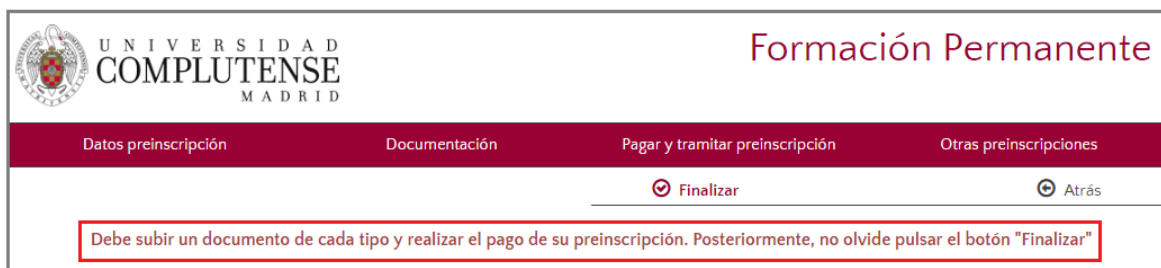 UNIVERSIDAD
COMPLUTENSE
MADRID
Formación Permanente
Datos preinscripción Documentación Pagar y tramitar preinscripción Otras preinscripciones
Finalizar Atrás
Debe subir un documento de cada tipo y realizar el pago de su preinscripción. Posteriormente, no olvide pulsar el botón "Finalizar"